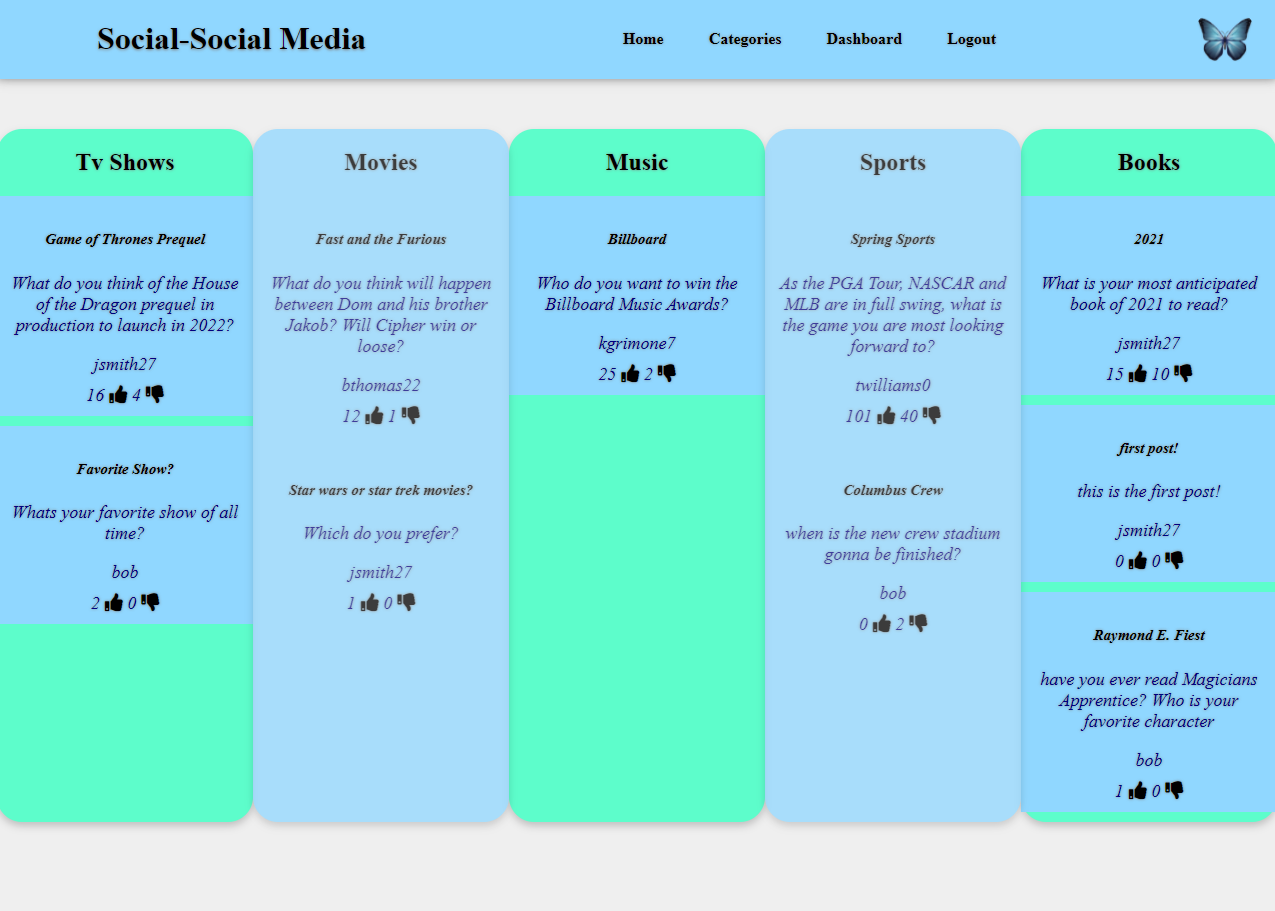 Social-Social Media
Home
Categories
Dashboard
Logout
Tv Shows
Game of Thrones Prequel
What do you think of the House
of the Dragon prequel in
production to launch in 2022?
jsmith27
16 4
Favorite Show?
Whats your favorite show of all
time?
bob
2 0
Movies
Fast and the Furious
What do you think will happen
between Dom and his brother
Jakob? Will Cipher win or
loose?
bthomas22
12 1
Star wars or star trek movies?
Which do you prefer?
jsmith27
1 0
Music
Billboard
Who do you want to win the
Billboard Music Awards?
kgrimone7
25 2
Sports
Spring Sports
As the PGA Tour, NASCAR and
MLB are in full swing, what is
the game you are most looking
forward to?
twilliams0
101 40
Columbus Crew
when is the new crew stadium
gonna be finished?
bob
0 2
Books
2021
What is your most anticipated
book of 2021 to read?
jsmith27
15 10
first post!
this is the first post!
jsmith27
0 0
Raymond E. Fiest
have you ever read Magicians
Apprentice? Who is your
favorite character
bob
1 0